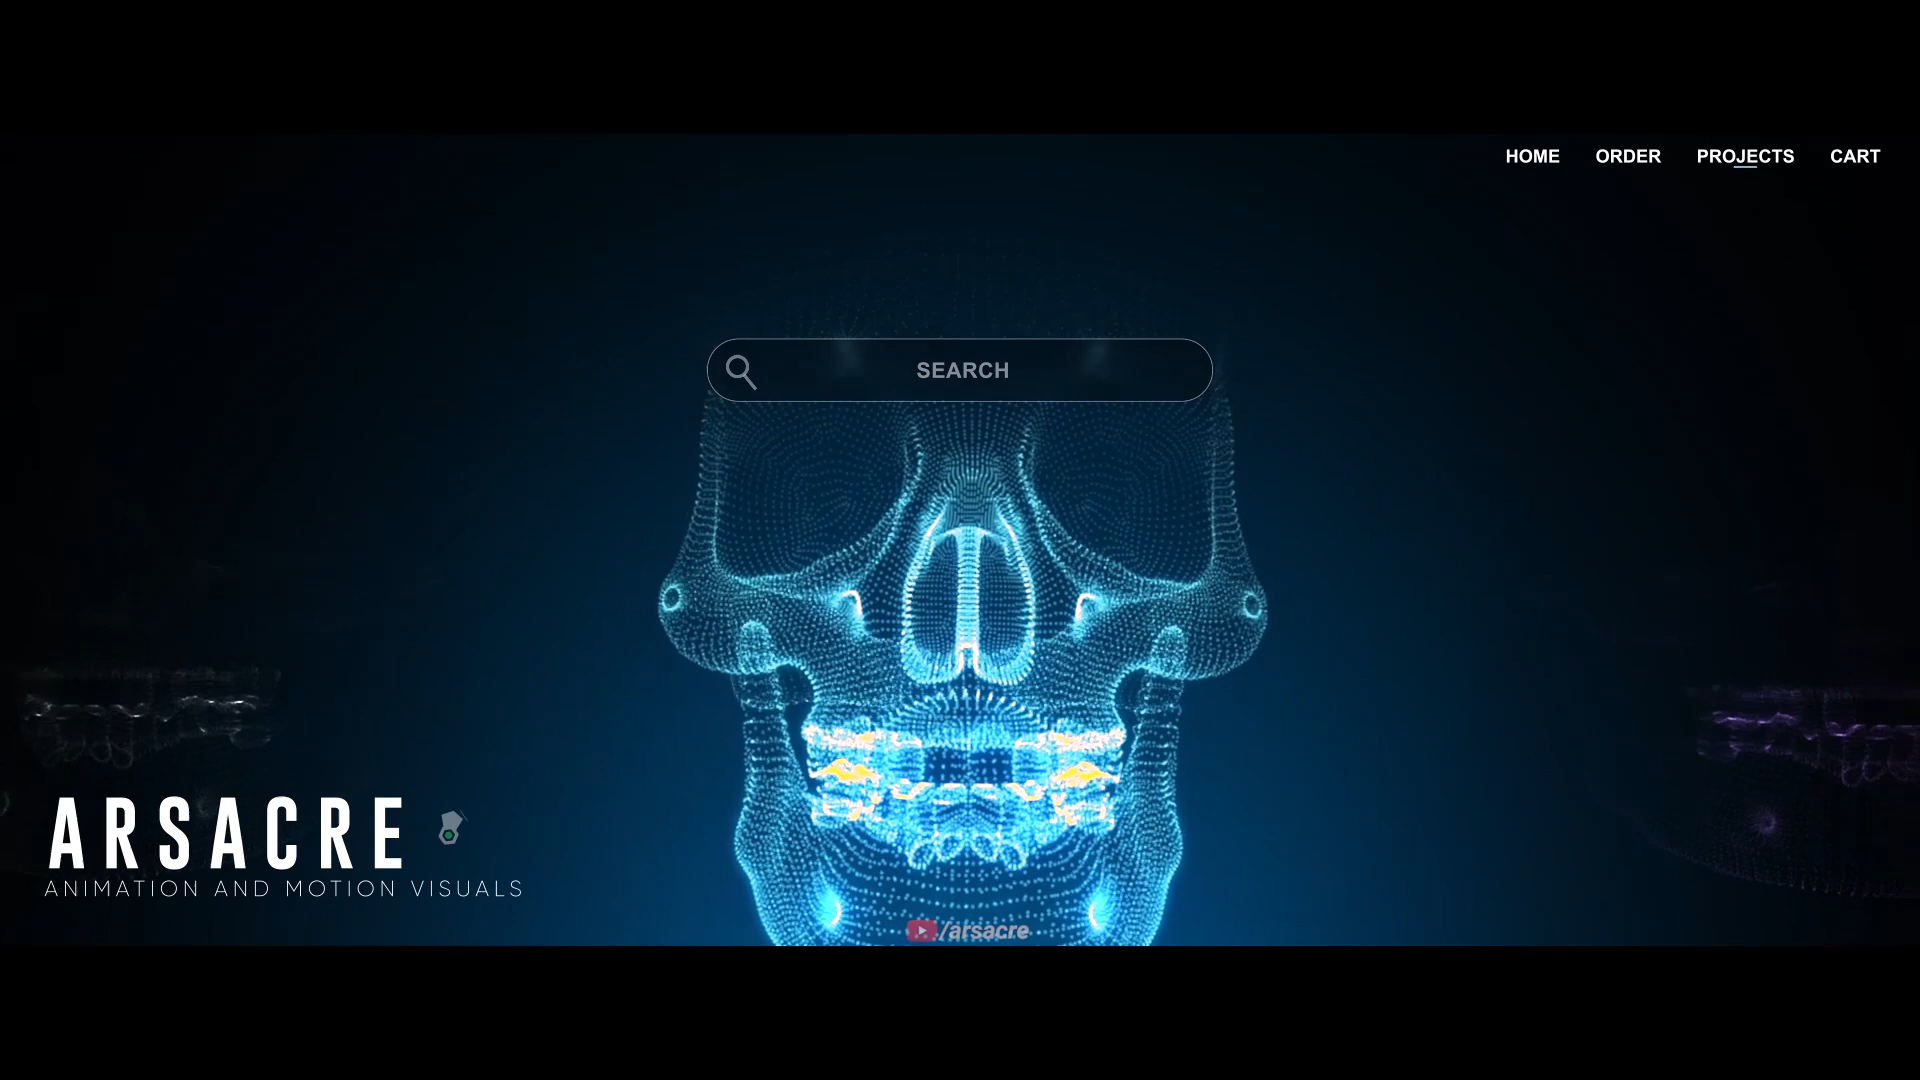 HOME ORDER PROJECTS CART
SEARCH
ARSACRE
ANIMATION AND MOTION VISUALS
/arsacre